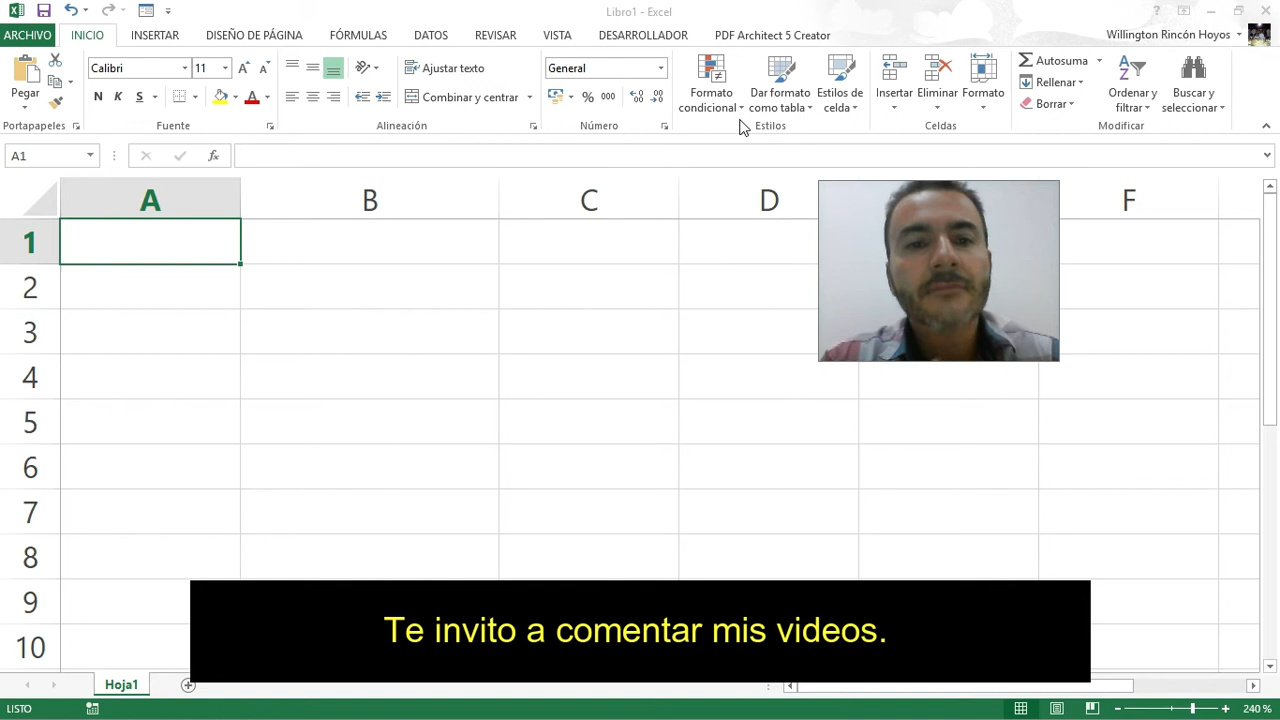 Libro1 - Excel
ARCHIVO INICIO INSERTAR DISEÑO DE PÁGINA FÓRMULAS DATOS REVISAR VISTA DESARROLLADOR PDF Architect 5 Creator Willington Rincón Hoyos
Pegar
Calibri 11
N K S
Ajustar texto
Combinar y centrar
General
% 000
Formato condicional
Dar formato como tabla
Estilos de celda
Insertar
Eliminar
Formato
Autosuma
Rellenar
Borrar
Ordenar y filtrar
Buscar y seleccionar
Portapapeles Fuente Alineación Número Estilos Celdas Modificar
A1 fx
A B C D F
1
2
3
4
5
6
7
8
9
10
Te invito a comentar mis videos.
Hoja1
LISTO 240 %